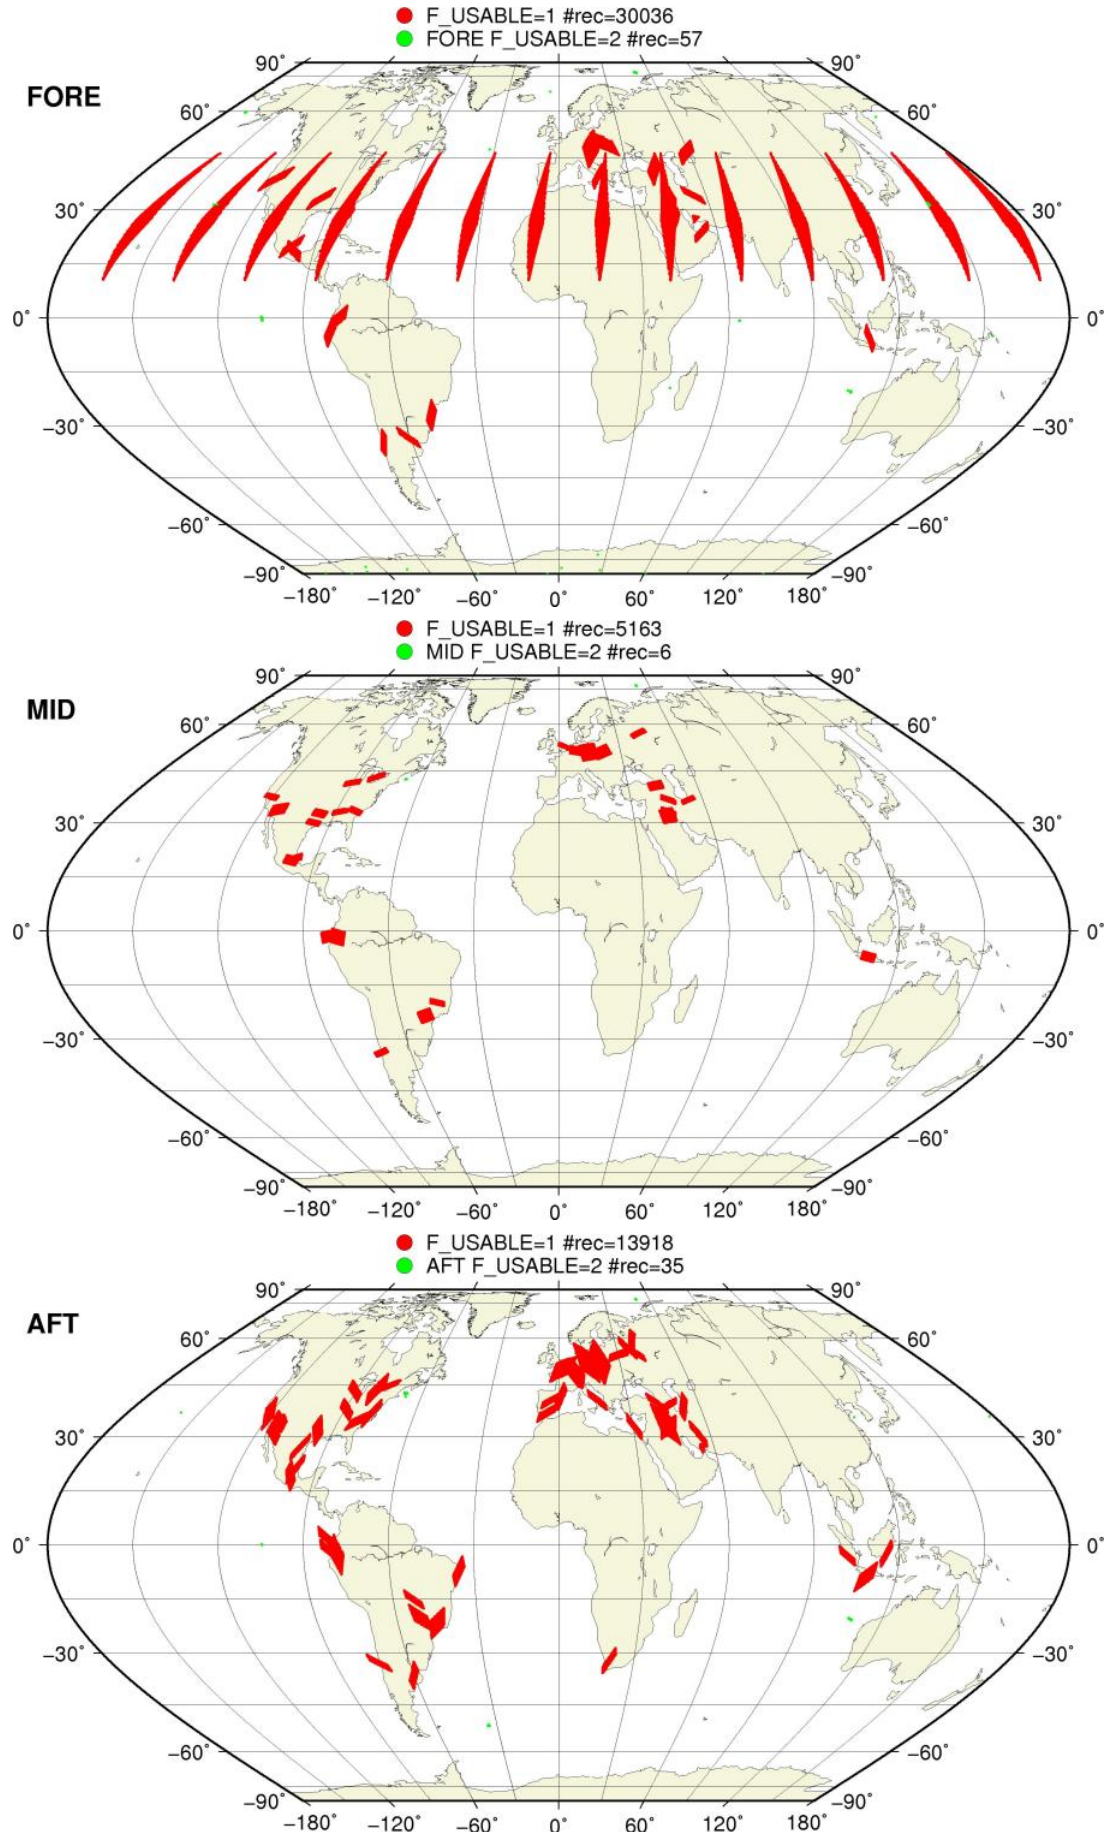 F_USABLE=1 #rec=30036
FORE F_USABLE=2 #rec=57
FORE
90° 90°
60° 60°
30° 30°
0° 0°
−30° −30°
−60° −60°
−90° −90°
−180° −120° −60° 0° 60° 120° 180°
F_USABLE=1 #rec=5163
MID F_USABLE=2 #rec=6
MID
90° 90°
60° 60°
30° 30°
0° 0°
−30° −30°
−60° −60°
−90° −90°
−180° −120° −60° 0° 60° 120° 180°
F_USABLE=1 #rec=13918
AFT F_USABLE=2 #rec=35
AFT
90° 90°
60° 60°
30° 30°
0° 0°
−30° −30°
−60° −60°
−90° −90°
−180° −120° −60° 0° 60° 120° 180°